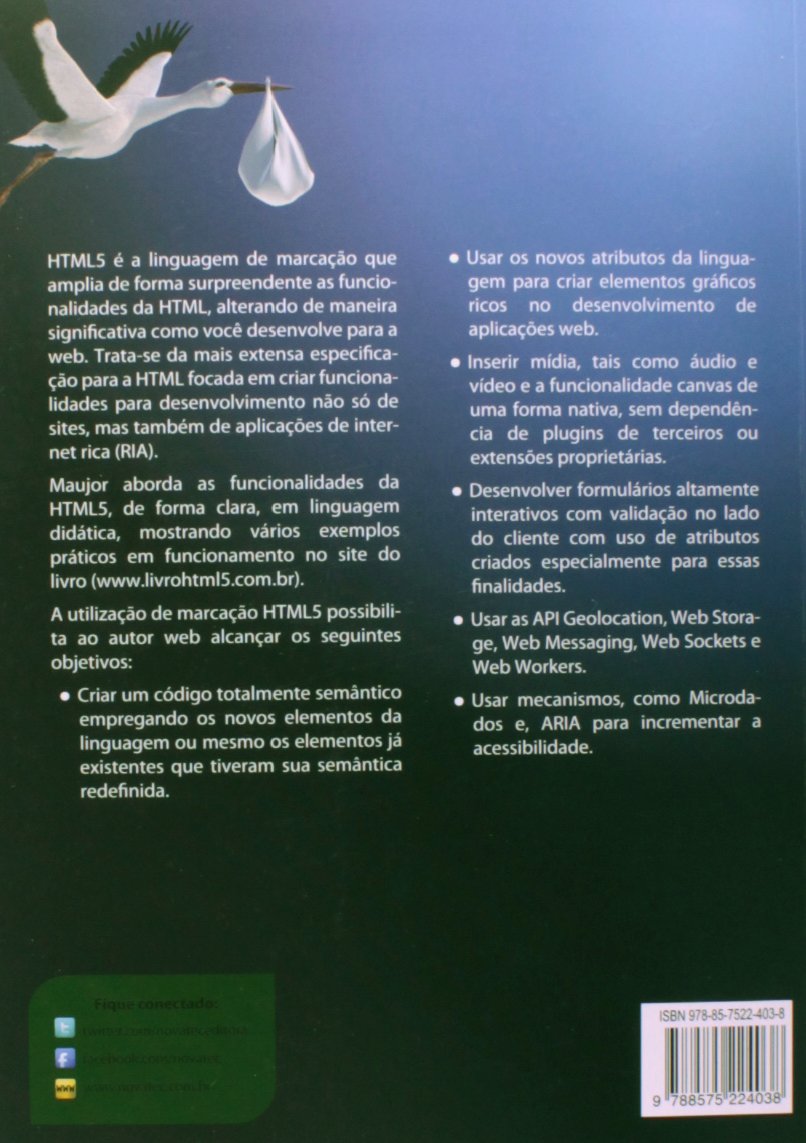 HTML5 é a linguagem de marcação que
amplia de forma surpreendente as funcio-
nalidades da HTML, alterando de maneira
significativa como você desenvolve para a
web. Trata-se da mais extensa especifica-
ção para a HTML focada em criar funciona-
lidades para desenvolvimento não só de
sites, mas também de aplicações de inter-
net rica (RIA).
Maujor aborda as funcionalidades da
HTML5, de forma clara, em linguagem
didática, mostrando vários exemplos
práticos em funcionamento no site do
livro (www.livrohtml5.com.br).
A utilização de marcação HTML5 possibili-
ta ao autor web alcançar os seguintes
objetivos:
• Criar um código totalmente semântico
empregando os novos elementos da
linguagem ou mesmo os elementos já
existentes que tiveram sua semântica
redefinida.
• Usar os novos atributos da lingua-
gem para criar elementos gráficos
ricos no desenvolvimento de
aplicações web.
• Inserir mídia, tais como áudio e
vídeo e a funcionalidade canvas de
uma forma nativa, sem dependên-
cia de plugins de terceiros ou
extensões proprietárias.
• Desenvolver formulários altamente
interativos com validação no lado
do cliente com uso de atributos
criados especialmente para essas
finalidades.
• Usar as API Geolocation, Web Stora-
ge, Web Messaging, Web Sockets e
Web Workers.
• Usar mecanismos, como Microda-
dos e, ARIA para incrementar a
acessibilidade.
Fique conectado:
twitter.com/novateceditora
facebook.com/novatec
www.novatec.com.br
ISBN 978-85-7522-403-8
9 788575 224038